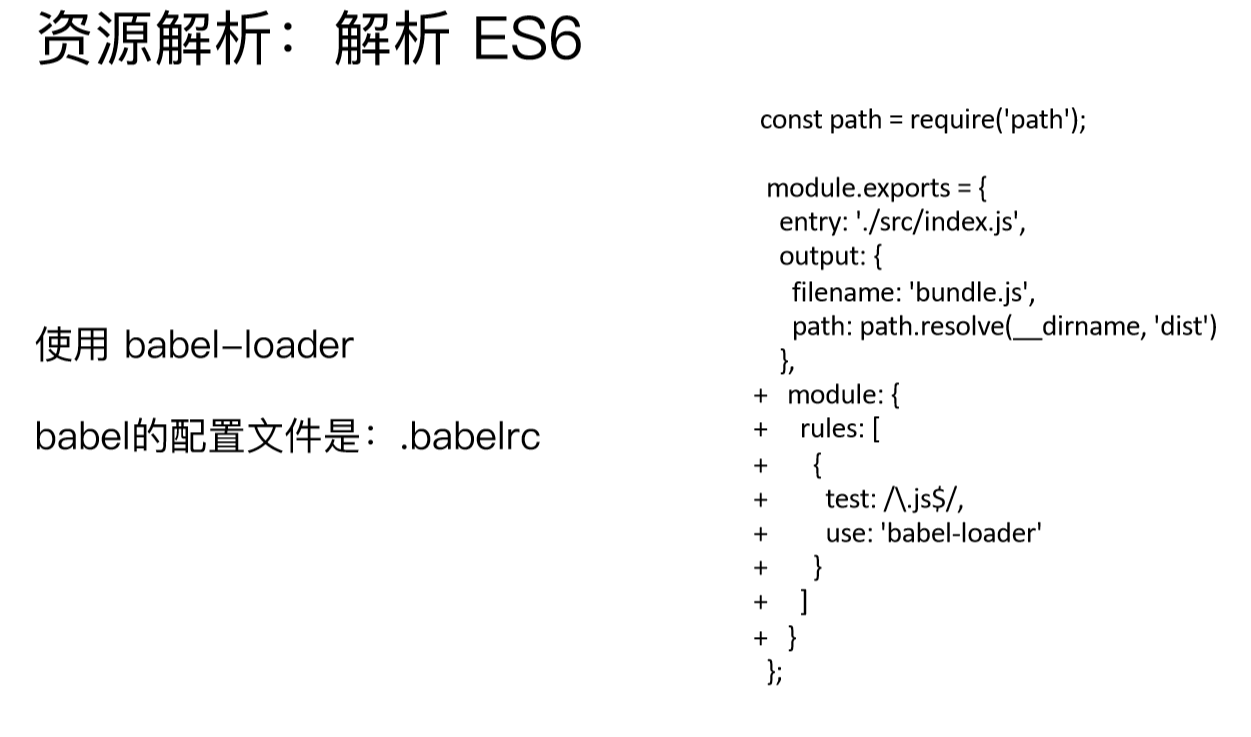 资源解析：解析 ES6
使用 babel-loader
babel的配置文件是：.babelrc
const path = require('path');
module.exports = {
entry: './src/index.js',
output: {
filename: 'bundle.js',
path: path.resolve(__dirname, 'dist')
},
+ module: {
+ rules: [
+ {
+ test: /\.js$/,
+ use: 'babel-loader'
+ }
+ ]
+ }
};